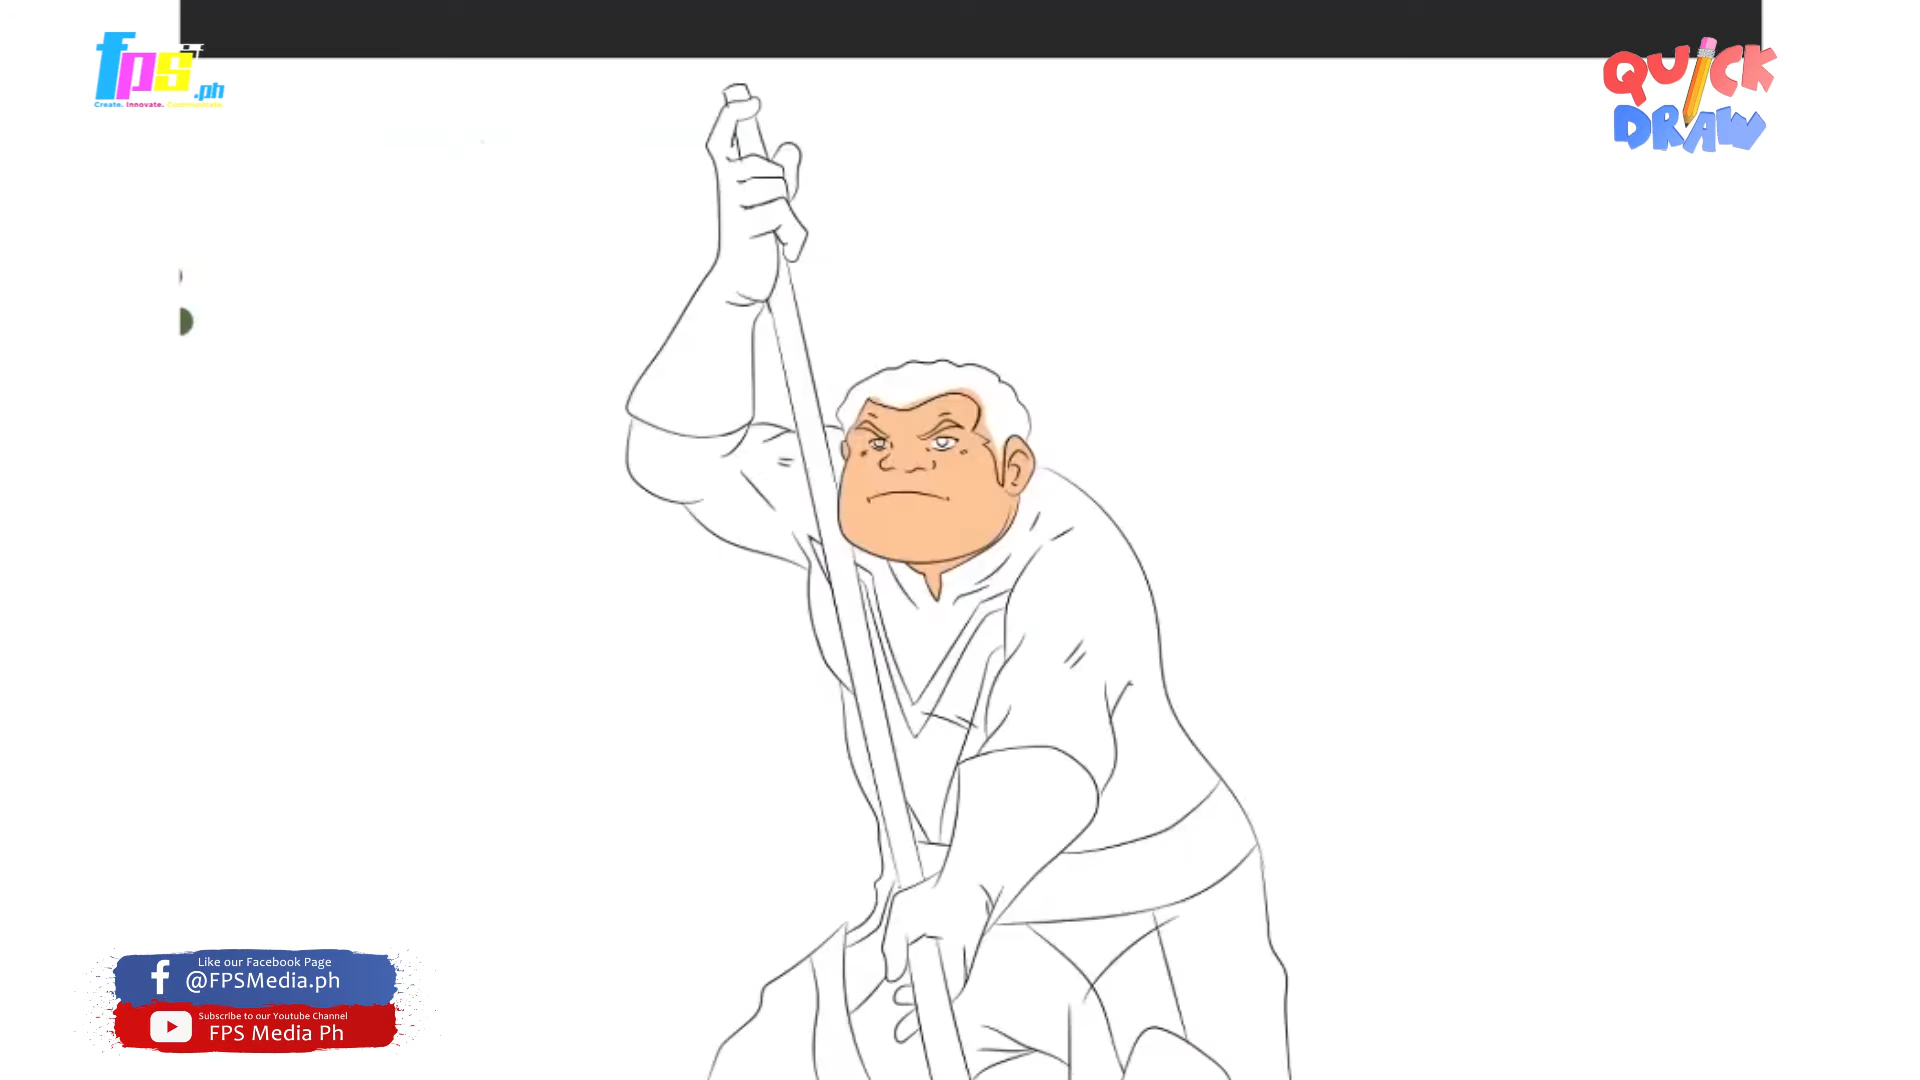 fps.ph
Create. Innovate. Communicate.
QUICK
DRAW
Like our Facebook Page
@FPSMedia.ph
Subscribe to our Youtube Channel
FPS Media Ph